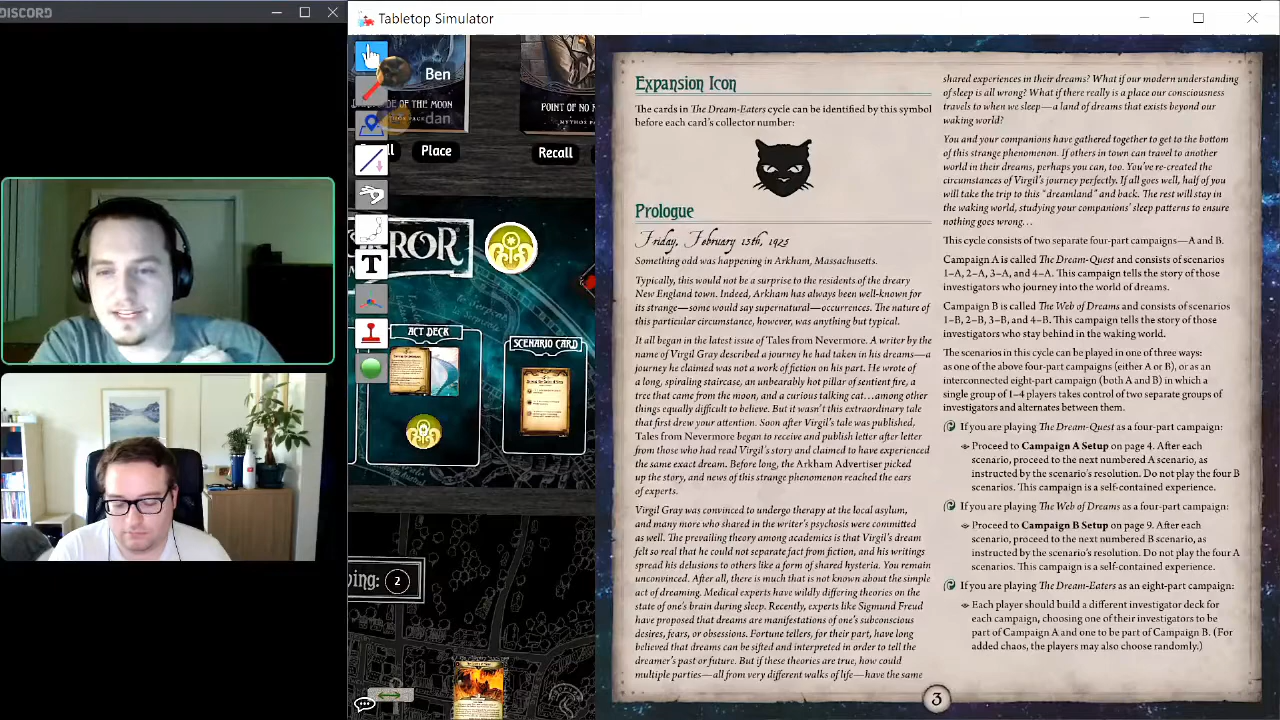 DISCORD
Tabletop Simulator
Ben
DE OF THE MOON
MYTHOS PACK
dan
POINT OF NO
MYTHOS
Place
Recall
ROR
ACT DECK
SCENARIO CARD
ying: 2
T
Expansion Icon
The cards in The Dream-Eaters cycle can be identified by this symbol
before each card's collector number:
Prologue
Friday, February 13th, 192
Something odd was happening in Arkham, Massachusetts.
Typically, this would not be a surprise to the residents of the dreary
New England town. Indeed, Arkham has always been well-known for
its strange—some would say supernatural—occurrences. The nature of
this particular circumstance, however, was anything but typical.
It all began in the latest issue of Tales from Nevermore. A writer by the
name of Virgil Gray described a journey he had taken in his dreams—a
journey he claimed was not a work of fiction on his part. He wrote of
a long, spiraling staircase, an unbearably hot pillar of sentient fire, a
tree that came from the moon, and a curious talking cat…among other
things equally difficult to believe. But it wasn't this extraordinary tale
that first drew your attention. Soon after Virgil's tale was published,
Tales from Nevermore began to receive and publish letter after letter
from those who had read Virgil's story and claimed to have experienced
the same exact dream. Before long, the Arkham Advertiser picked
up the story, and news of this strange phenomenon reached the ears
of experts.
Virgil Gray was convinced to undergo therapy at the local asylum,
and many more who shared in the writer's psychosis were committed
as well. The prevailing theory among academics is that Virgil's dream
felt so real that he could not separate fact from fiction, and his writings
spread his delusions to others like a form of shared hysteria. You remain
unconvinced. After all, there is much that is not known about the simple
act of dreaming. Medical experts have wildly differing theories on the
state of one's brain during sleep. Recently, experts like Sigmund Freud
have proposed that dreams are manifestations of one's subconscious
desires, fears, or obsessions. Fortune tellers, for their part, have long
believed that dreams can be sifted and interpreted in order to tell the
dreamer's past or future. But if these theories are true, how could
multiple parties—all from very different walks of life—have the same
shared experiences in their dreams? What if our modern understanding
of sleep is all wrong? What if there really is a place our consciousness
travels to when we sleep—a land of dreams that exists beyond our
waking world?
You and your companions have gathered together to get to the bottom
of this strange phenomenon. If others in town can travel to another
world in their dreams, perhaps you can, too. You've re-created the
circumstances of Virgil's journey perfectly. If all goes well, half of you
will take the trip to this "dreamland" and back. The rest will stay in
the waking world, studying your companions' sleep patterns to ensure
nothing goes wrong…
This cycle consists of two separate four-part campaigns—A and B.
Campaign A is called The Dream-Quest and consists of scenarios
1–A, 2–A, 3–A, and 4–A. This campaign tells the story of those
investigators who journey into the world of dreams.
Campaign B is called The Web of Dreams and consists of scenarios
1–B, 2–B, 3–B, and 4–B. This campaign tells the story of those
investigators who stay behind in the waking world.
The scenarios in this cycle can be played in one of three ways:
as one of the above four-part campaigns (either A or B), or as an
interconnected eight-part campaign (both A and B) in which a
single group of 1–4 players takes control of two separate groups of
investigators and alternates between them.
If you are playing The Dream-Quest as a four-part campaign:
Proceed to Campaign A Setup on page 4. After each
scenario, proceed to the next numbered A scenario, as
instructed by the scenario's resolution. Do not play the four B
scenarios. This campaign is a self-contained experience.
If you are playing The Web of Dreams as a four-part campaign:
Proceed to Campaign B Setup on page 9. After each
scenario, proceed to the next numbered B scenario, as
instructed by the scenario's resolution. Do not play the four A
scenarios. This campaign is a self-contained experience.
If you are playing The Dream-Eaters as an eight-part campaign:
Each player should build a different investigator deck for
each campaign, choosing one of their investigators to be
part of Campaign A and one to be part of Campaign B. (For
added chaos, the players may also choose randomly.)
3